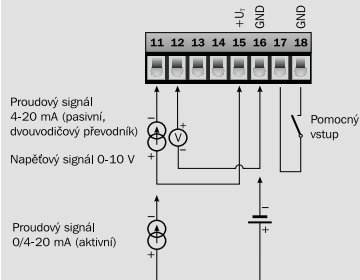 +U_T GND GND
11 12 13 14 15 16 17 18
Proudový signál
4-20 mA (pasivní,
dvouvodičový převodník)
Napěťový signál 0-10 V
− + + V −
Pomocný
vstup
Proudový signál
0/4-20 mA (aktivní)
− + − +